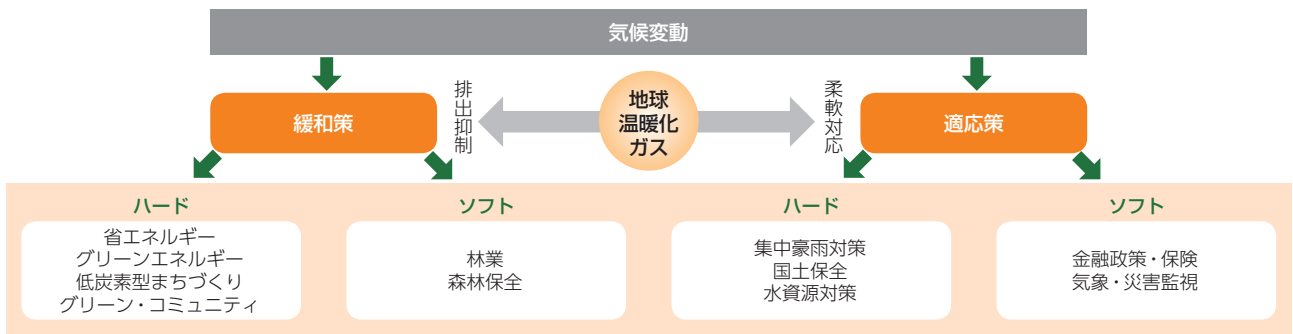 気候変動
緩和策
排出抑制
地球
温暖化
ガス
柔軟対応
適応策
ハード
省エネルギー
グリーンエネルギー
低炭素型まちづくり
グリーン・コミュニティ
ソフト
林業
森林保全
ハード
集中豪雨対策
国土保全
水資源対策
ソフト
金融政策・保険
気象・災害監視